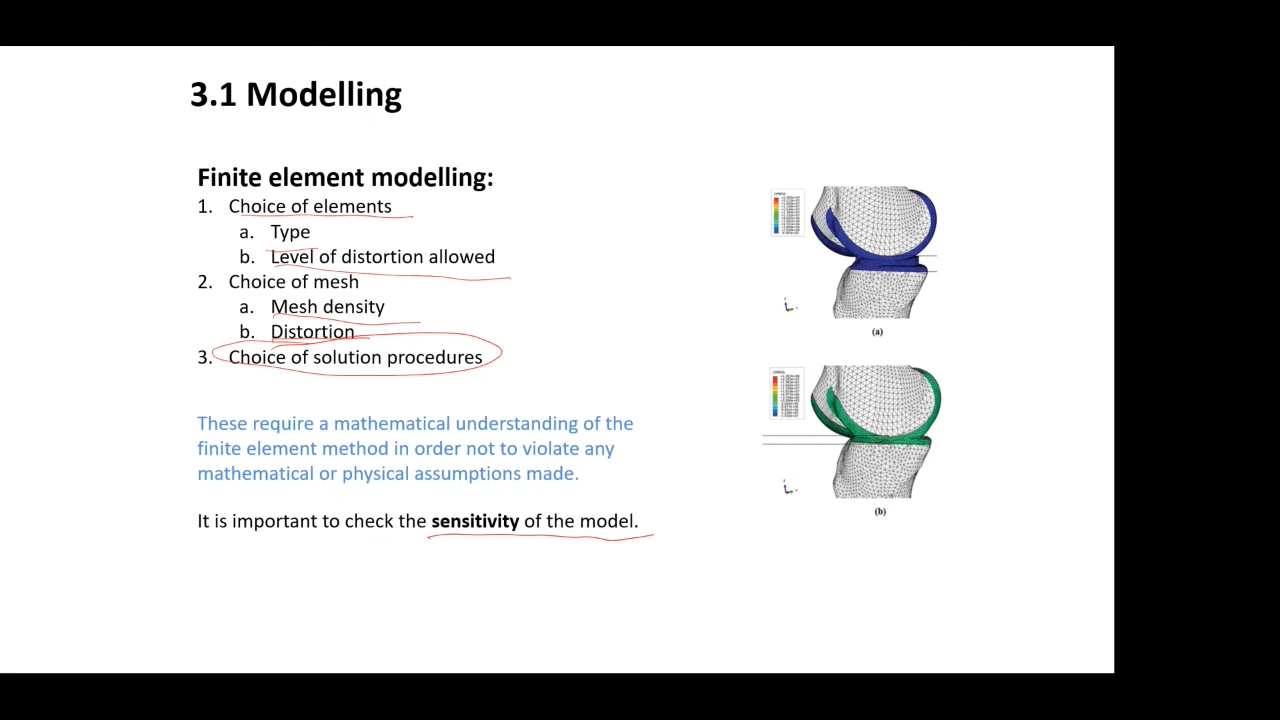 3.1 Modelling
Finite element modelling:
1. Choice of elements
a. Type
b. Level of distortion allowed
2. Choice of mesh
a. Mesh density
b. Distortion
3. Choice of solution procedures
These require a mathematical understanding of the
finite element method in order not to violate any
mathematical or physical assumptions made.
It is important to check the sensitivity of the model.
(a)
(b)